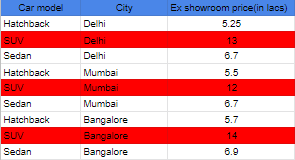 Car model City Ex showroom price(in lacs)
Hatchback Delhi 5.25
SUV Delhi 13
Sedan Delhi 6.7
Hatchback Mumbai 5.5
SUV Mumbai 12
Sedan Mumbai 6.7
Hatchback Bangalore 5.7
SUV Bangalore 14
Sedan Bangalore 6.9